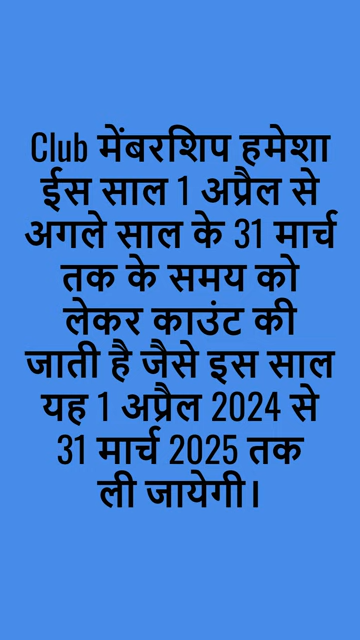 Club मेंबरशिप हमेशा
ईस साल 1 अप्रैल से
अगले साल के 31 मार्च
तक के समय को
लेकर काउंट की
जाती है जैसे इस साल
यह 1 अप्रैल 2024 से
31 मार्च 2025 तक
ली जायेगी।